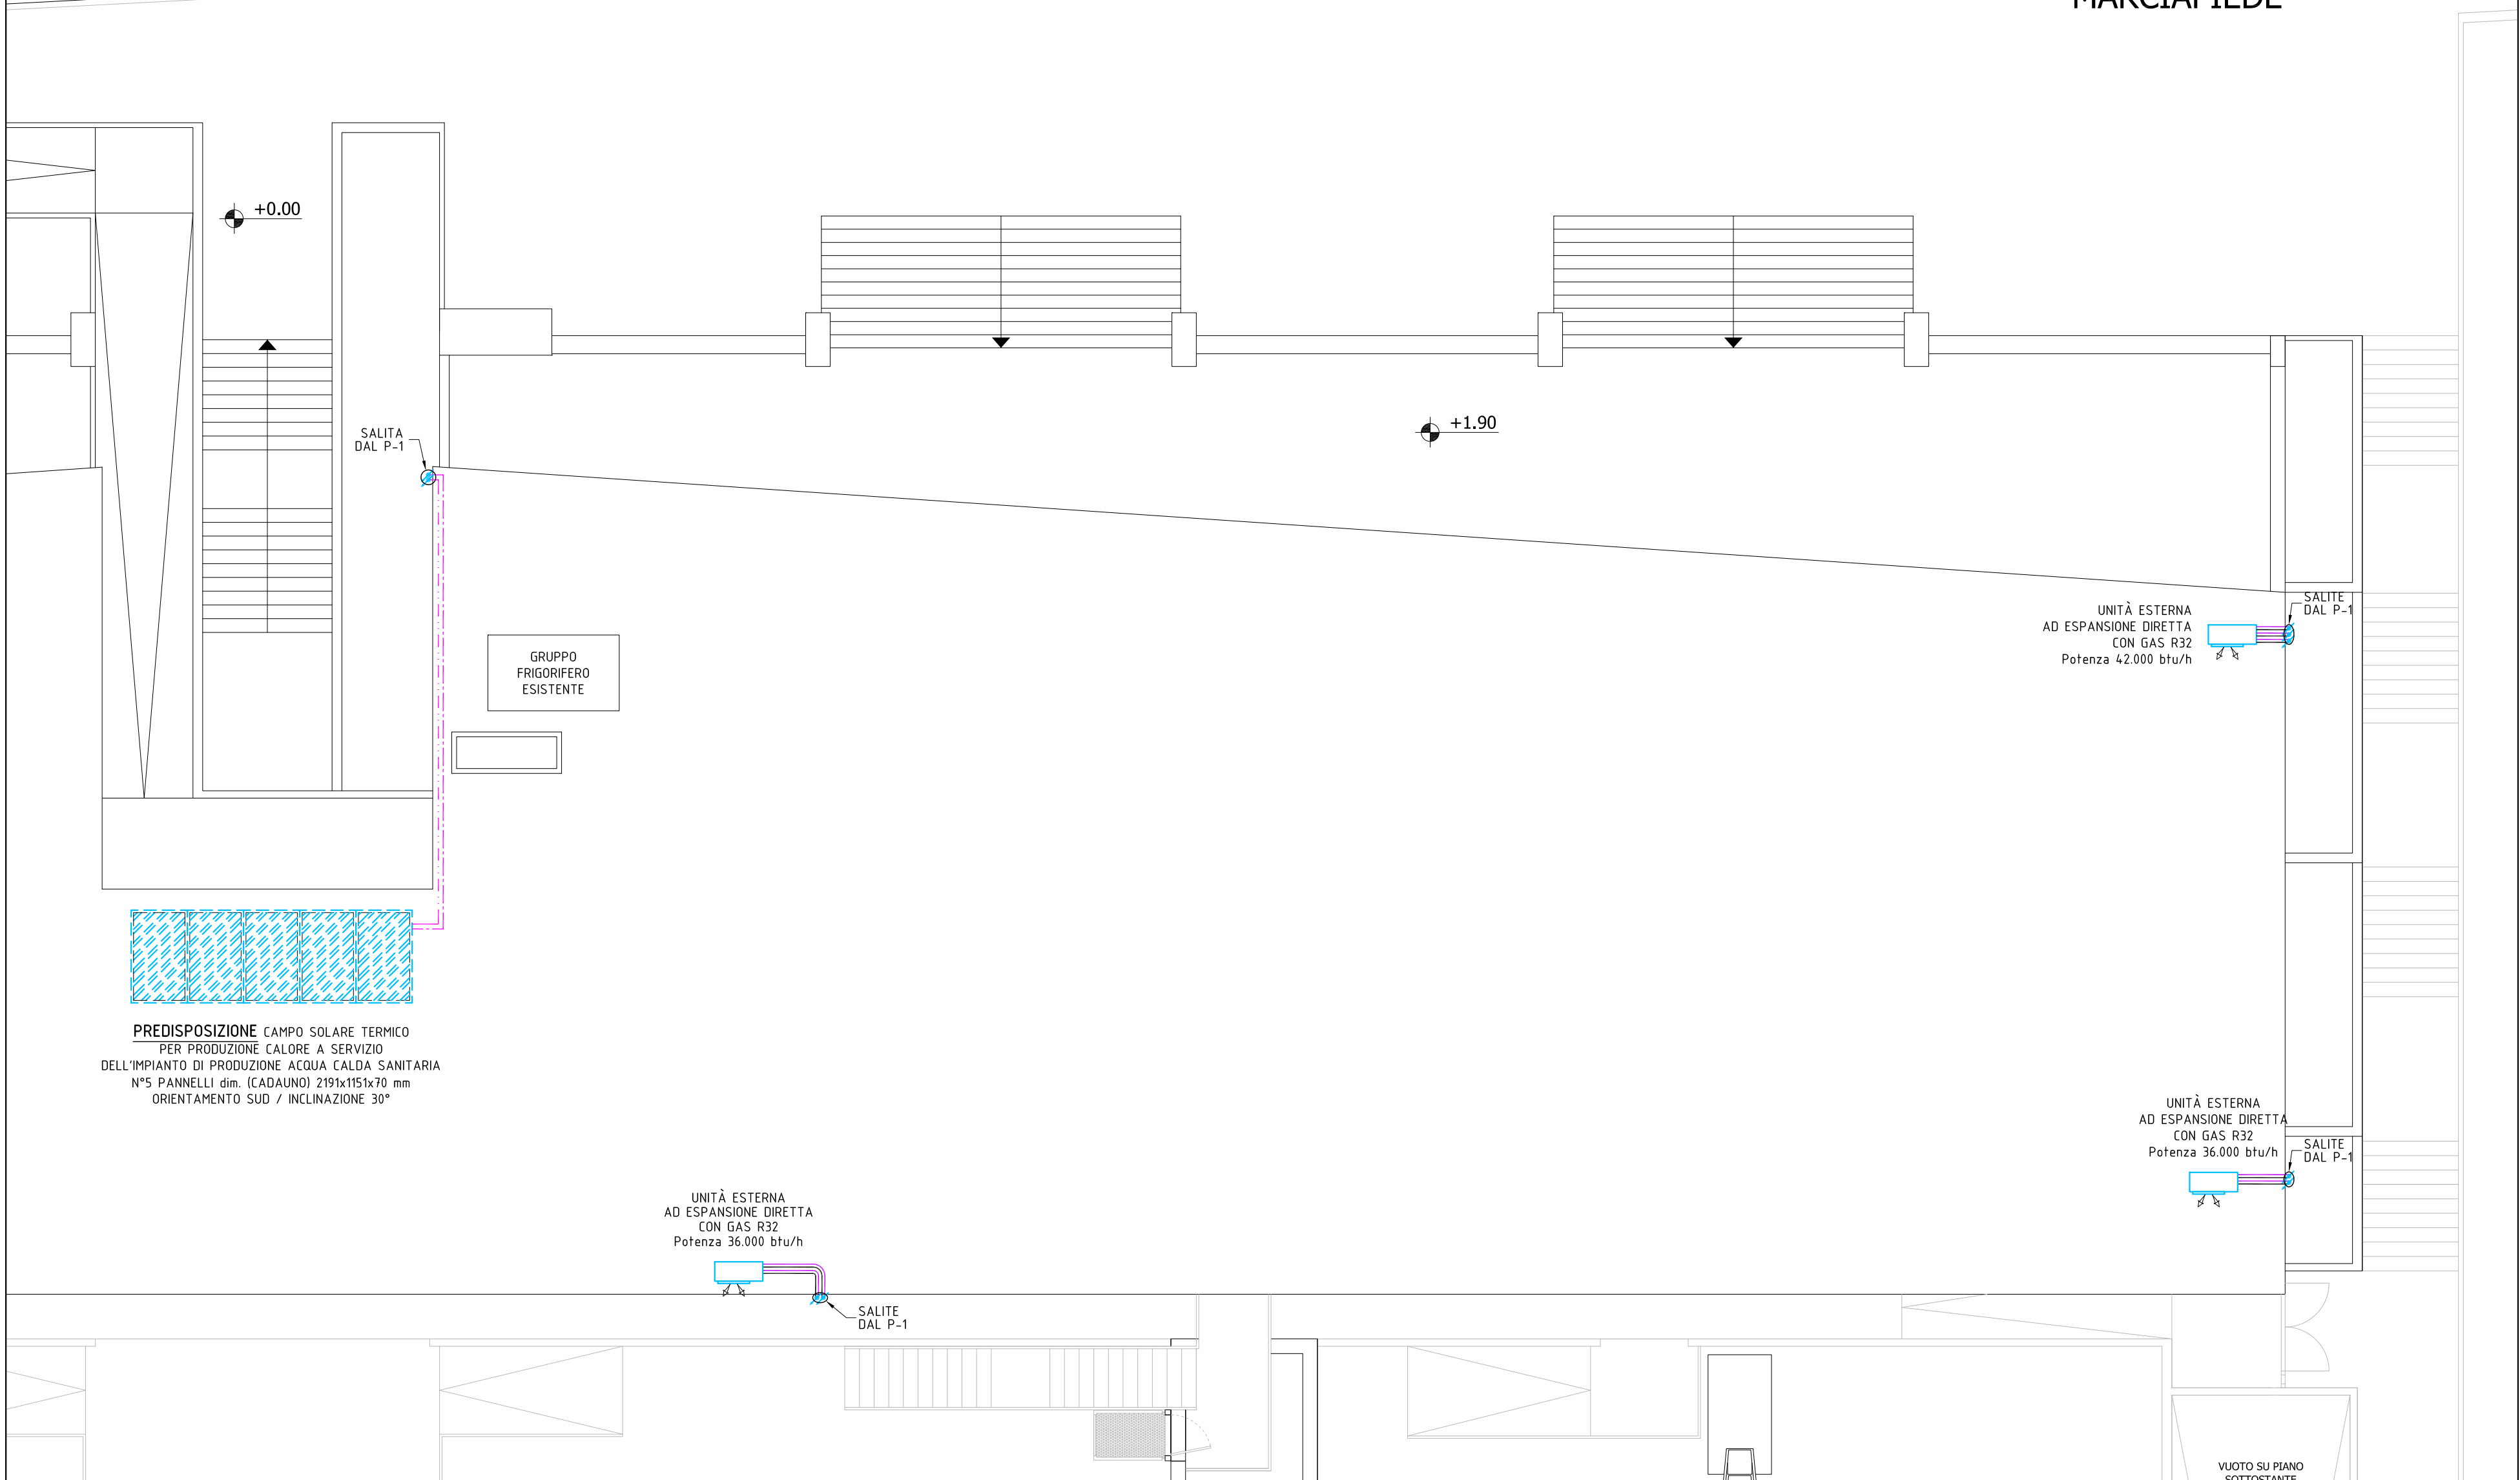 MARCIAPIEDE
+0.00
+1.90
SALITA
DAL P-1
GRUPPO
FRIGORIFERO
ESISTENTE
UNITÀ ESTERNA
AD ESPANSIONE DIRETTA
CON GAS R32
Potenza 42.000 btu/h
SALITE
DAL P-1
PREDISPOSIZIONE CAMPO SOLARE TERMICO
PER PRODUZIONE CALORE A SERVIZIO
DELL'IMPIANTO DI PRODUZIONE ACQUA CALDA SANITARIA
N°5 PANNELLI dim. (CADAUNO) 2191x1151x70 mm
ORIENTAMENTO SUD / INCLINAZIONE 30°
UNITÀ ESTERNA
AD ESPANSIONE DIRETTA
CON GAS R32
Potenza 36.000 btu/h
SALITE
DAL P-1
UNITÀ ESTERNA
AD ESPANSIONE DIRETTA
CON GAS R32
Potenza 36.000 btu/h
SALITE
DAL P-1
VUOTO SU PIANO
SOTTOSTANTE